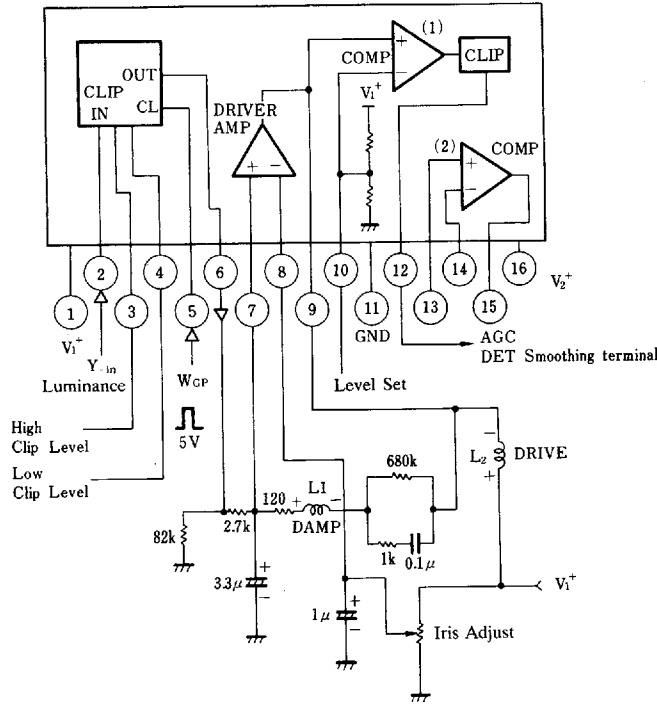 (1)
COMP
+
−
CLIP
OUT
CLIP
IN
CL
DRIVER
AMP
+ −
V₁⁺
(2)
COMP
+
−
1
2
3
4
5
6
7
8
9
10
11
12
13
14
15
16
V₁⁺
V₂⁺
GND
Y-in
Luminance
W_GP
5V
Level Set
AGC
DET Smoothing terminal
High
Clip Level
Low
Clip Level
680k
L₂
−
+
DRIVE
82k
2.7k
120
+
L1
−
DAMP
1k
0.1μ
3.3μ
+
−
1μ
+
−
V₁⁺
Iris Adjust